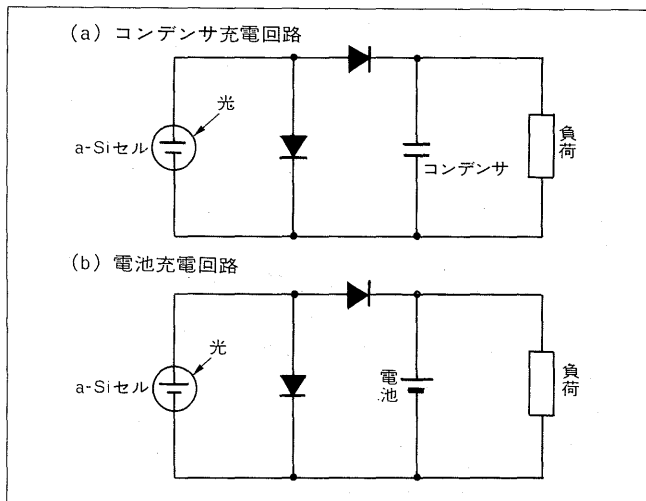 (a) コンデンサ充電回路
光
a-Siセル
コンデンサ
負荷
(b) 電池充電回路
光
a-Siセル
電池
負荷